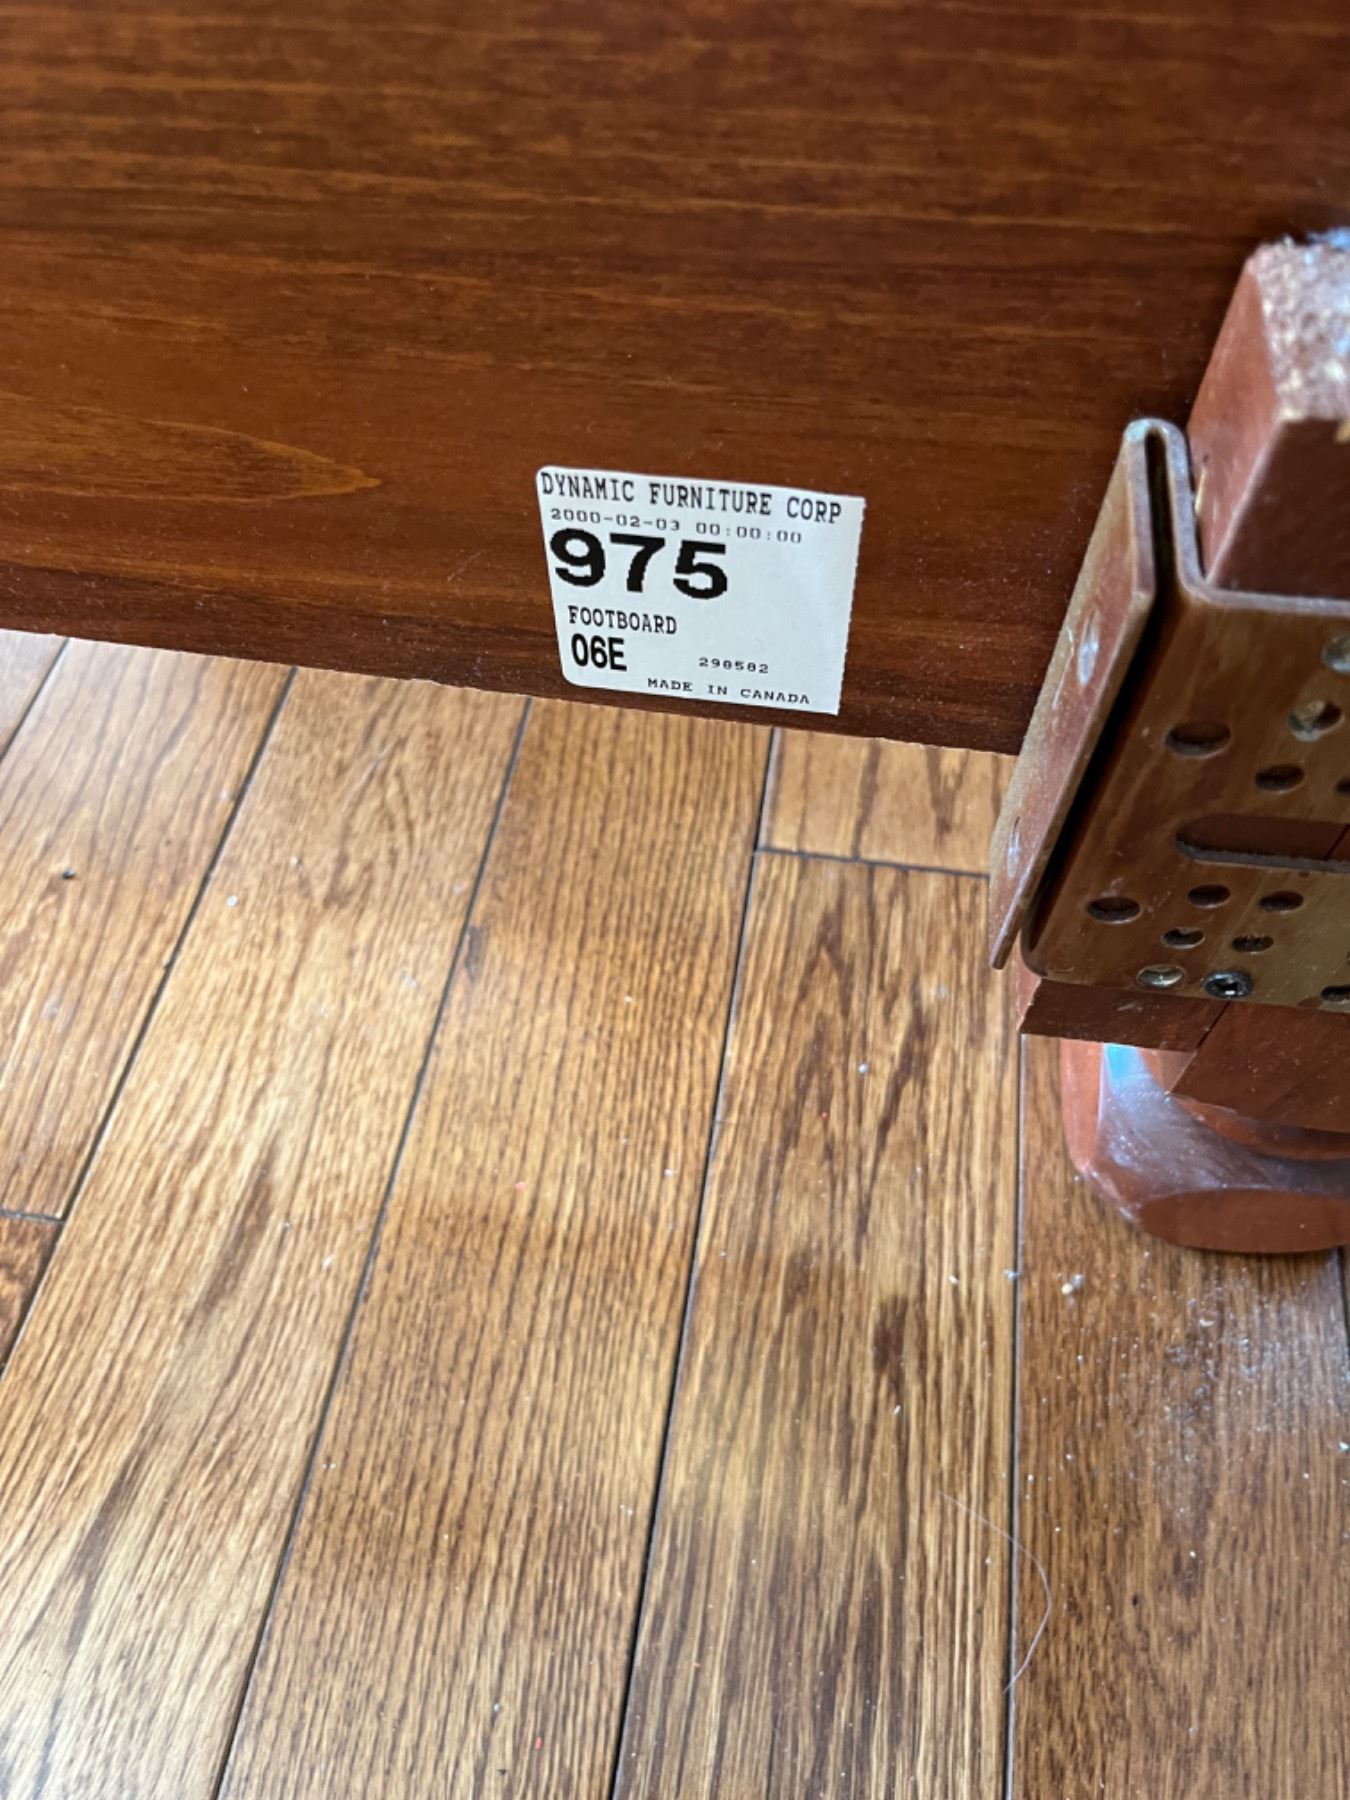 DYNAMIC FURNITURE CORP
2000-02-03 00:00:00
975
FOOTBOARD
06E 290582
MADE IN CANADA